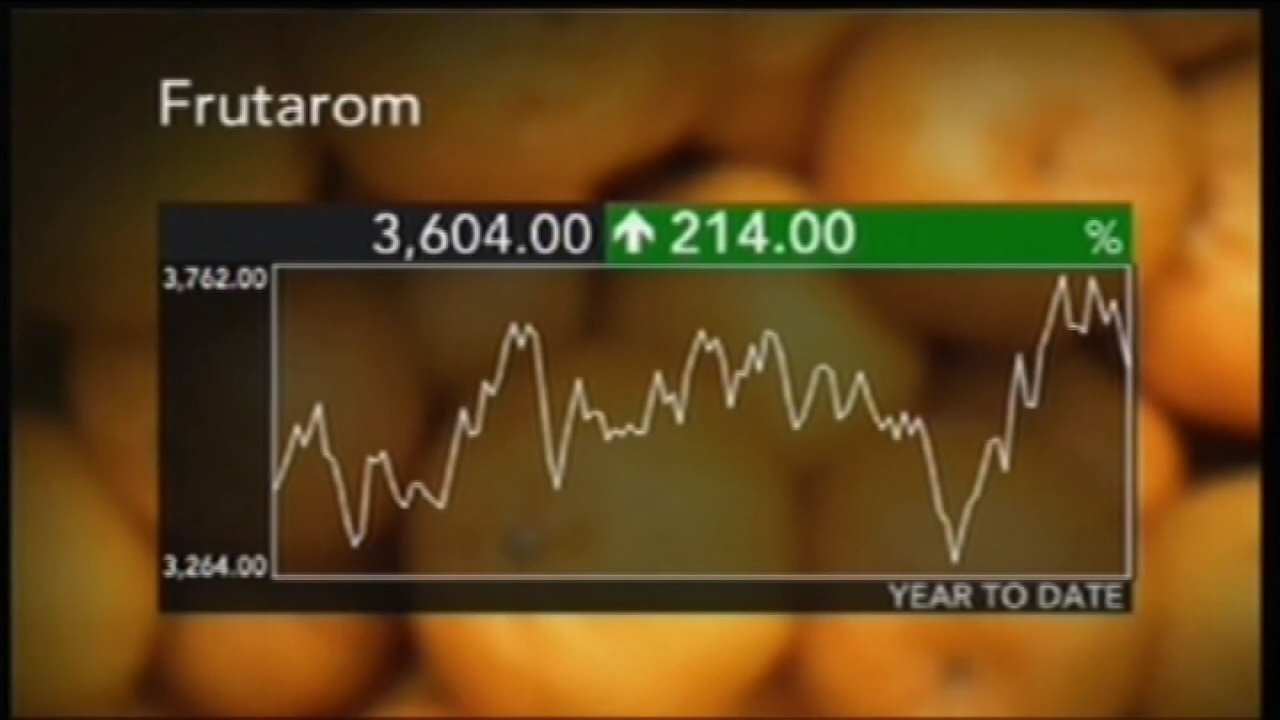 Frutarom
3,604.00 214.00 %
3,762.00
3,264.00
YEAR TO DATE